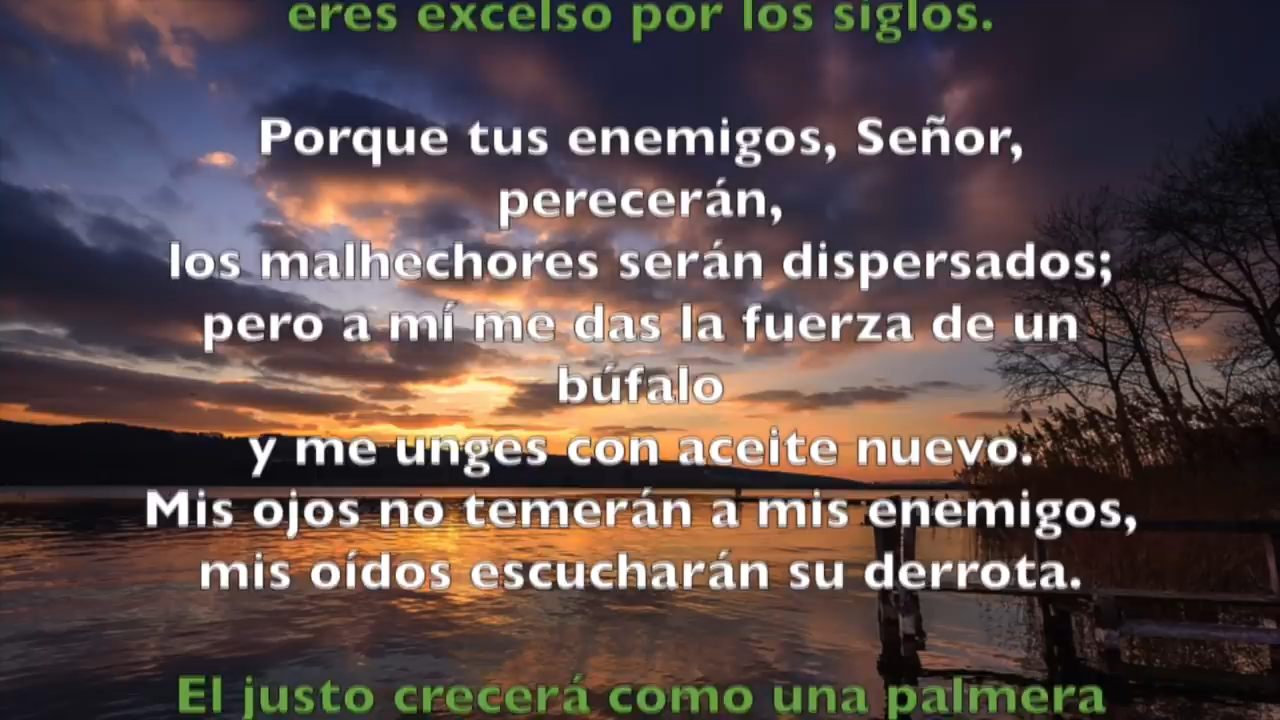 eres excelso por los siglos.
Porque tus enemigos, Señor,
perecerán,
los malhechores serán dispersados;
pero a mí me das la fuerza de un
búfalo
y me unges con aceite nuevo.
Mis ojos no temerán a mis enemigos,
mis oídos escucharán su derrota.
El justo crecerá como una palmera